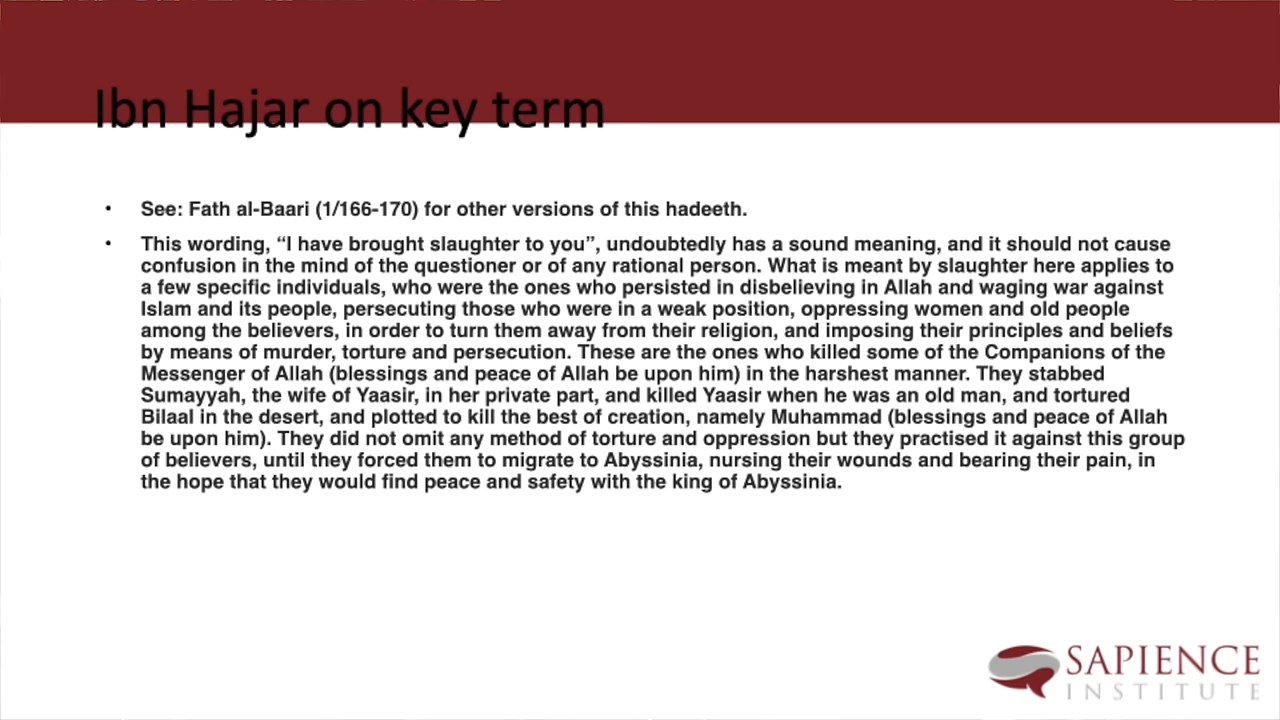 Ibn Hajar on key term
• See: Fath al-Baari (1/166-170) for other versions of this hadeeth.
• This wording, “I have brought slaughter to you”, undoubtedly has a sound meaning, and it should not cause
confusion in the mind of the questioner or of any rational person. What is meant by slaughter here applies to
a few specific individuals, who were the ones who persisted in disbelieving in Allah and waging war against
Islam and its people, persecuting those who were in a weak position, oppressing women and old people
among the believers, in order to turn them away from their religion, and imposing their principles and beliefs
by means of murder, torture and persecution. These are the ones who killed some of the Companions of the
Messenger of Allah (blessings and peace of Allah be upon him) in the harshest manner. They stabbed
Sumayyah, the wife of Yaasir, in her private part, and killed Yaasir when he was an old man, and tortured
Bilaal in the desert, and plotted to kill the best of creation, namely Muhammad (blessings and peace of Allah
be upon him). They did not omit any method of torture and oppression but they practised it against this group
of believers, until they forced them to migrate to Abyssinia, nursing their wounds and bearing their pain, in
the hope that they would find peace and safety with the king of Abyssinia.
SAPIENCE
INSTITUTE